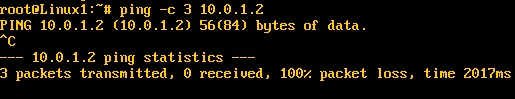 root@Linux1:~# ping -c 3 10.0.1.2
PING 10.0.1.2 (10.0.1.2) 56(84) bytes of data.
^C
--- 10.0.1.2 ping statistics ---
3 packets transmitted, 0 received, 100% packet loss, time 2017ms